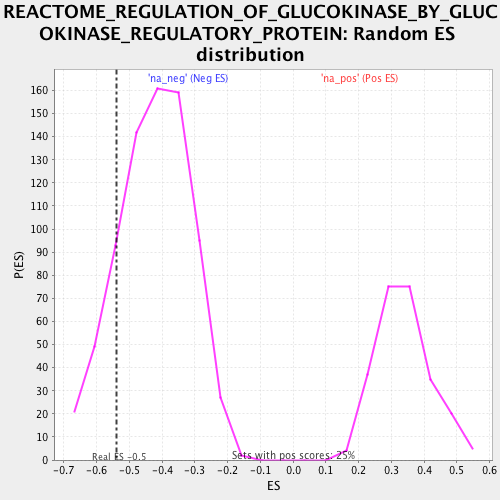 REACTOME_REGULATION_OF_GLUCOKINASE_BY_GLUC
OKINASE_REGULATORY_PROTEIN: Random ES
distribution
'na_neg' (Neg ES) 'na_pos' (Pos ES)
160
150
140
130
120
110
100
90
80
70
60
50
40
30
20
10
0
P(ES)
Real ES -0.5
Sets with pos scores: 25%
-0.7 -0.6 -0.5 -0.4 -0.3 -0.2 -0.1 0.0 0.1 0.2 0.3 0.4 0.5 0.6
ES